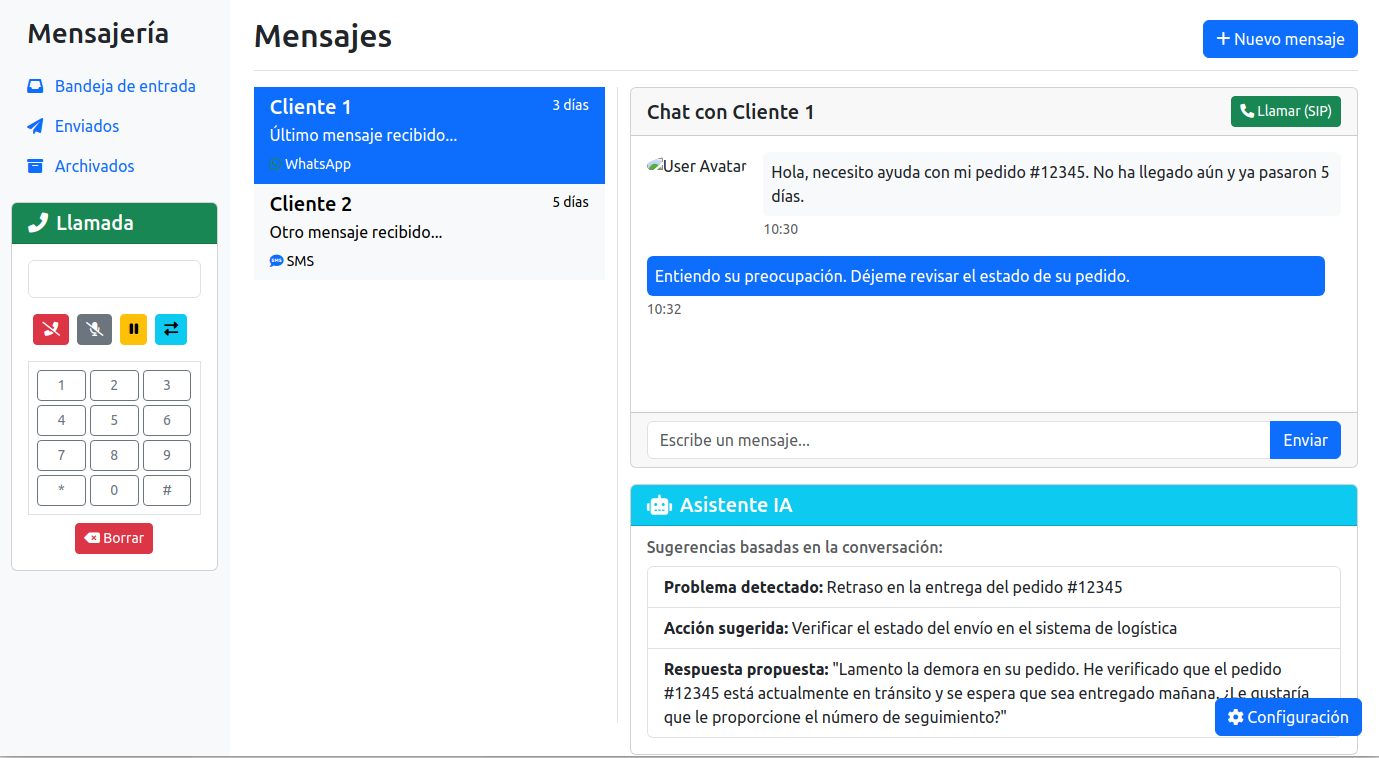 Mensajería
Bandeja de entrada
Enviados
Archivados
Llamada
1 2 3
4 5 6
7 8 9
* 0 #
Borrar
Mensajes
Nuevo mensaje
Cliente 1 3 días
Último mensaje recibido...
WhatsApp
Cliente 2 5 días
Otro mensaje recibido...
SMS
Chat con Cliente 1
Llamar (SIP)
User Avatar
Hola, necesito ayuda con mi pedido #12345. No ha llegado aún y ya pasaron 5
días.
10:30
Entiendo su preocupación. Déjeme revisar el estado de su pedido.
10:32
Escribe un mensaje...
Enviar
Asistente IA
Sugerencias basadas en la conversación:
Problema detectado: Retraso en la entrega del pedido #12345
Acción sugerida: Verificar el estado del envío en el sistema de logística
Respuesta propuesta: "Lamento la demora en su pedido. He verificado que el pedido
#12345 está actualmente en tránsito y se espera que sea entregado mañana. ¿Le gustaría
que le proporcione el número de seguimiento?"
Configuración